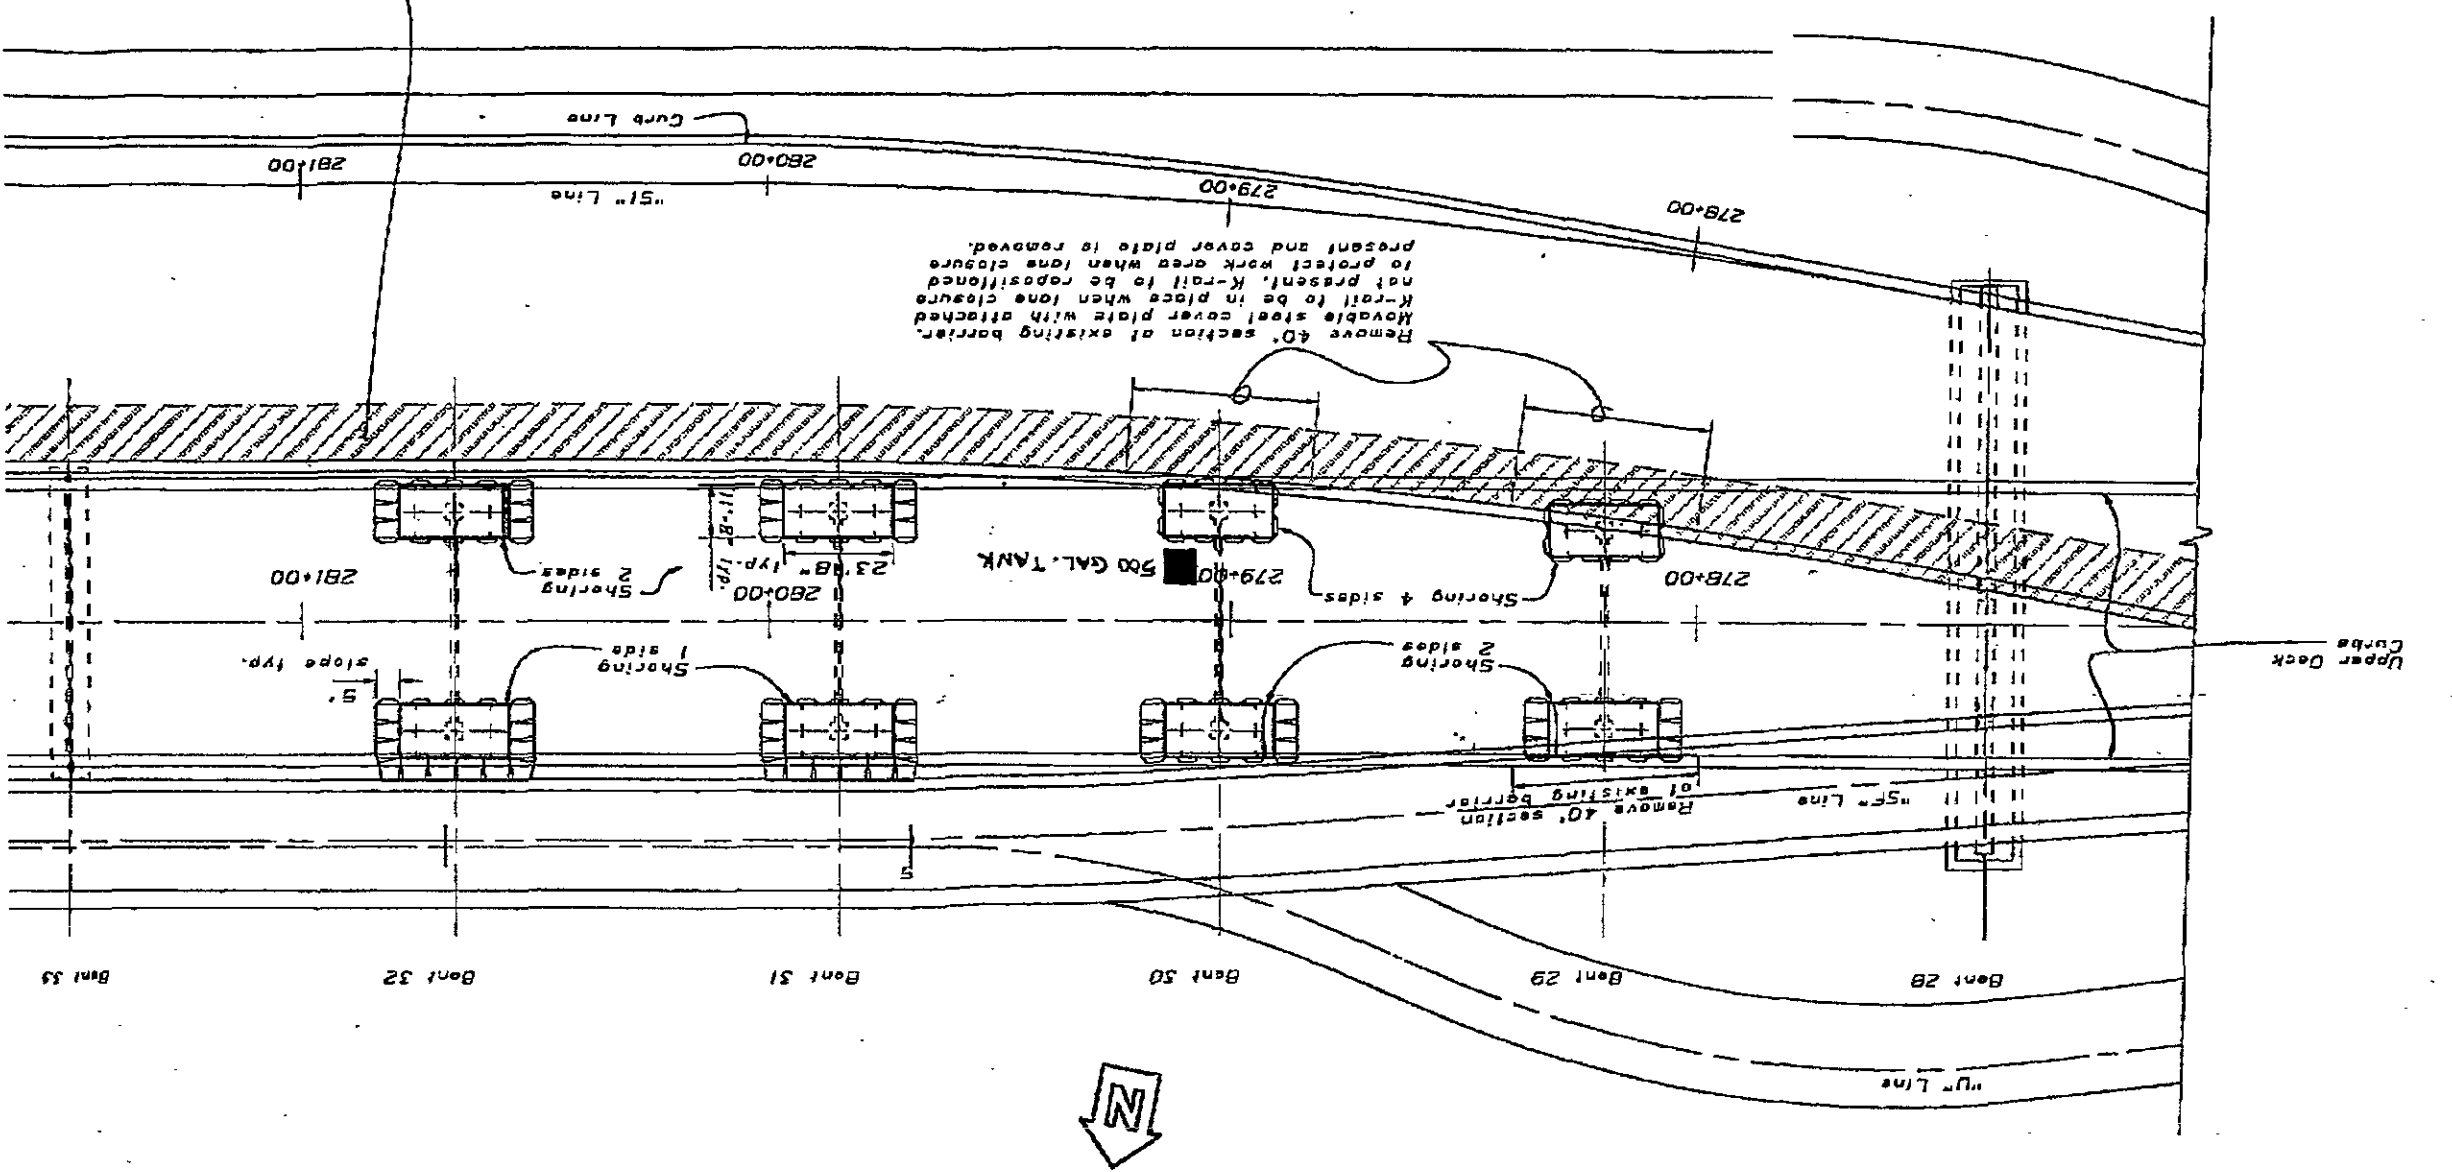 "U" Line
N
Bent 28
Bent 29
Bent 30
Bent 31
Bent 32
Bent 33
5
"SF" Line
Remove 40' section
of existing barrier
Upper Deck
Curbs
Shoring
2 sides
Shoring
1 side
5'
slope typ.
278+00
279+00
280+00
281+00
Shoring 4 sides
500 GAL. TANK
23'-8" typ.
11'-8" typ.
Shoring
2 sides
Remove 40' section of existing barrier.
Movable steel cover plate with attached
K-rail to be in place when lane closure
not present. K-rail to be repositioned
to protect work area when lane closure
present and cover plate is removed.
278+00
279+00
280+00
281+00
"S1" Line
Curb Line